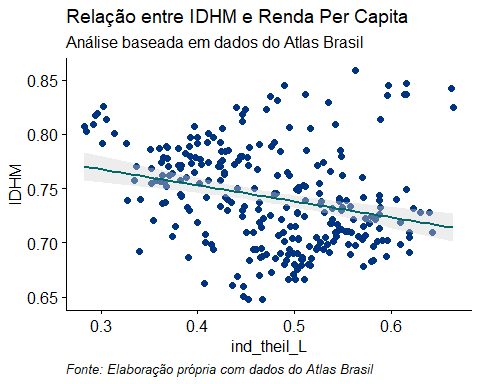 Relação entre IDHM e Renda Per Capita
Análise baseada em dados do Atlas Brasil
0.85
0.80
0.75
0.70
0.65
IDHM
0.3 0.4 0.5 0.6
ind_theil_L
Fonte: Elaboração própria com dados do Atlas Brasil